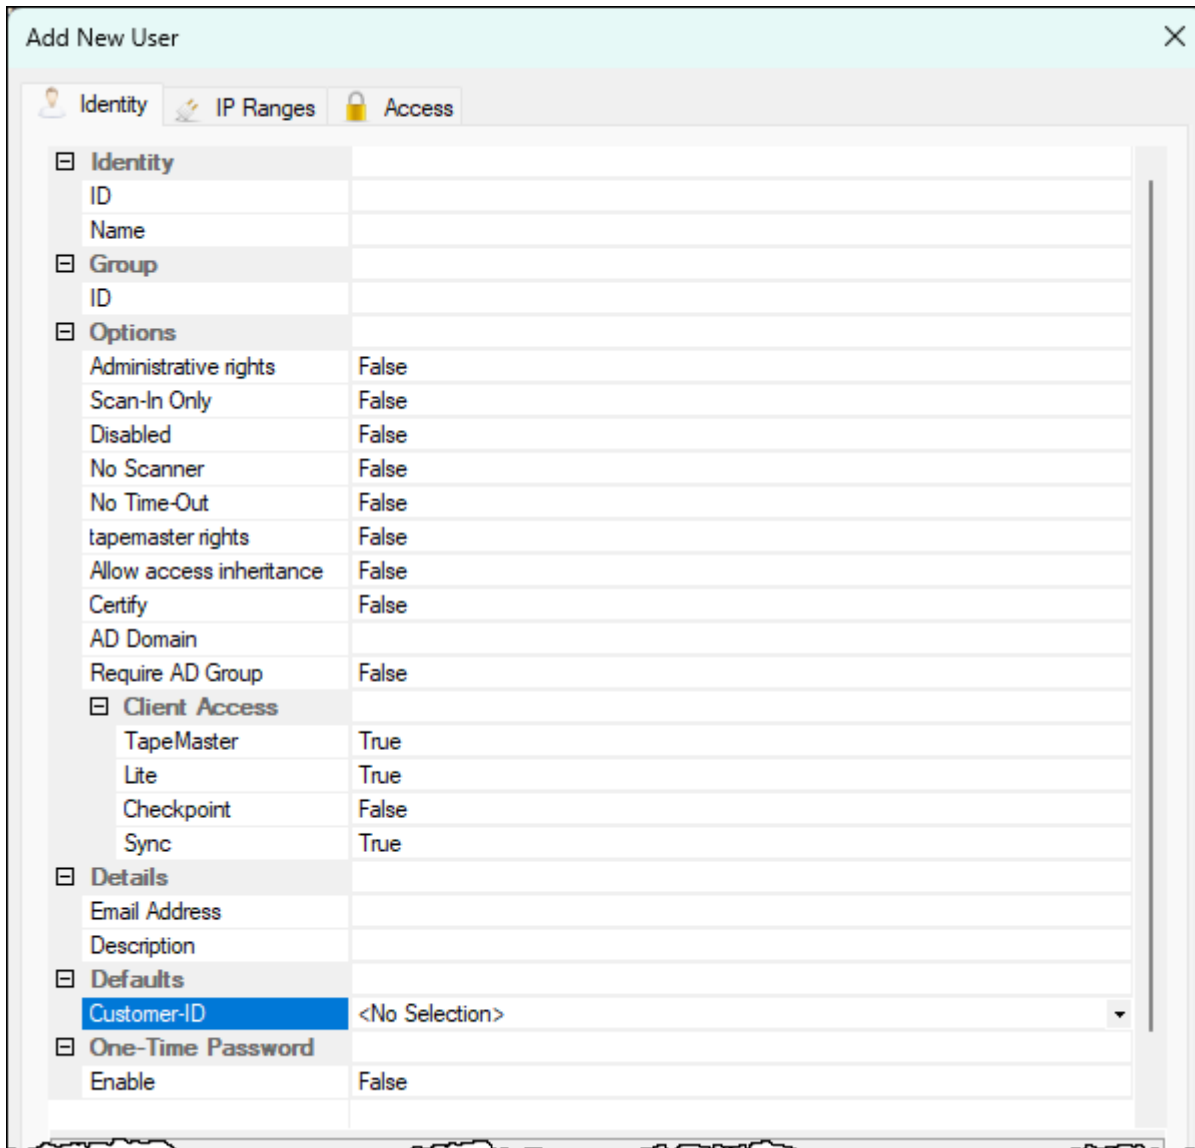 Add New User
Identity IP Ranges Access
Identity
ID
Name
Group
ID
Options
Administrative rights False
Scan-In Only False
Disabled False
No Scanner False
No Time-Out False
tapemaster rights False
Allow access inheritance False
Certify False
AD Domain
Require AD Group False
Client Access
TapeMaster True
Lite True
Checkpoint False
Sync True
Details
Email Address
Description
Defaults
Customer-ID <No Selection>
One-Time Password
Enable False